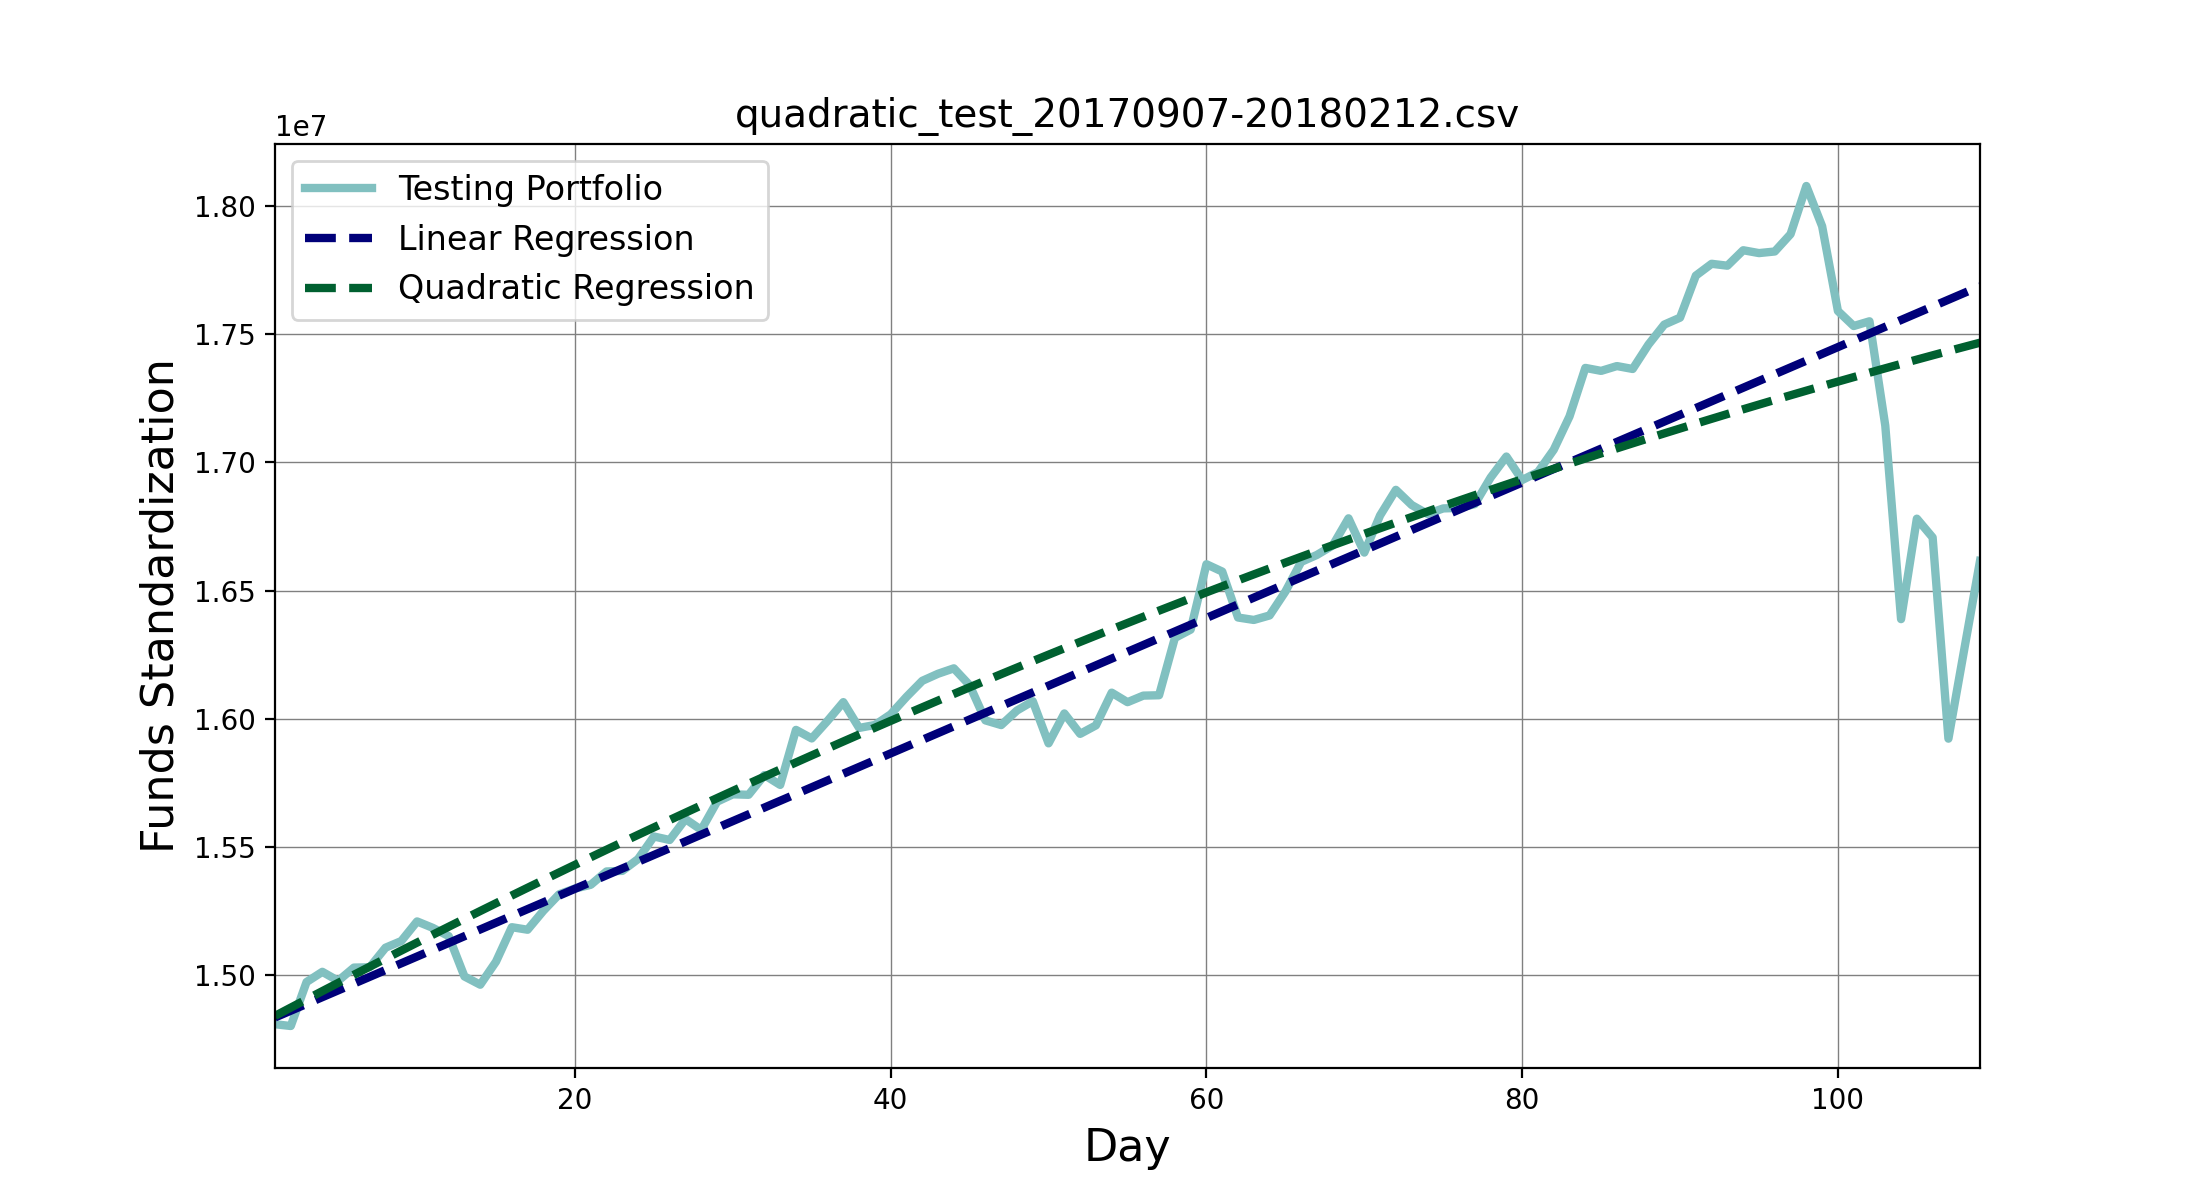 quadratic_test_20170907-20180212.csv
1e7
Testing Portfolio
Linear Regression
Quadratic Regression
1.80
1.75
1.70
1.65
1.60
1.55
1.50
Funds Standardization
20 40 60 80 100
Day